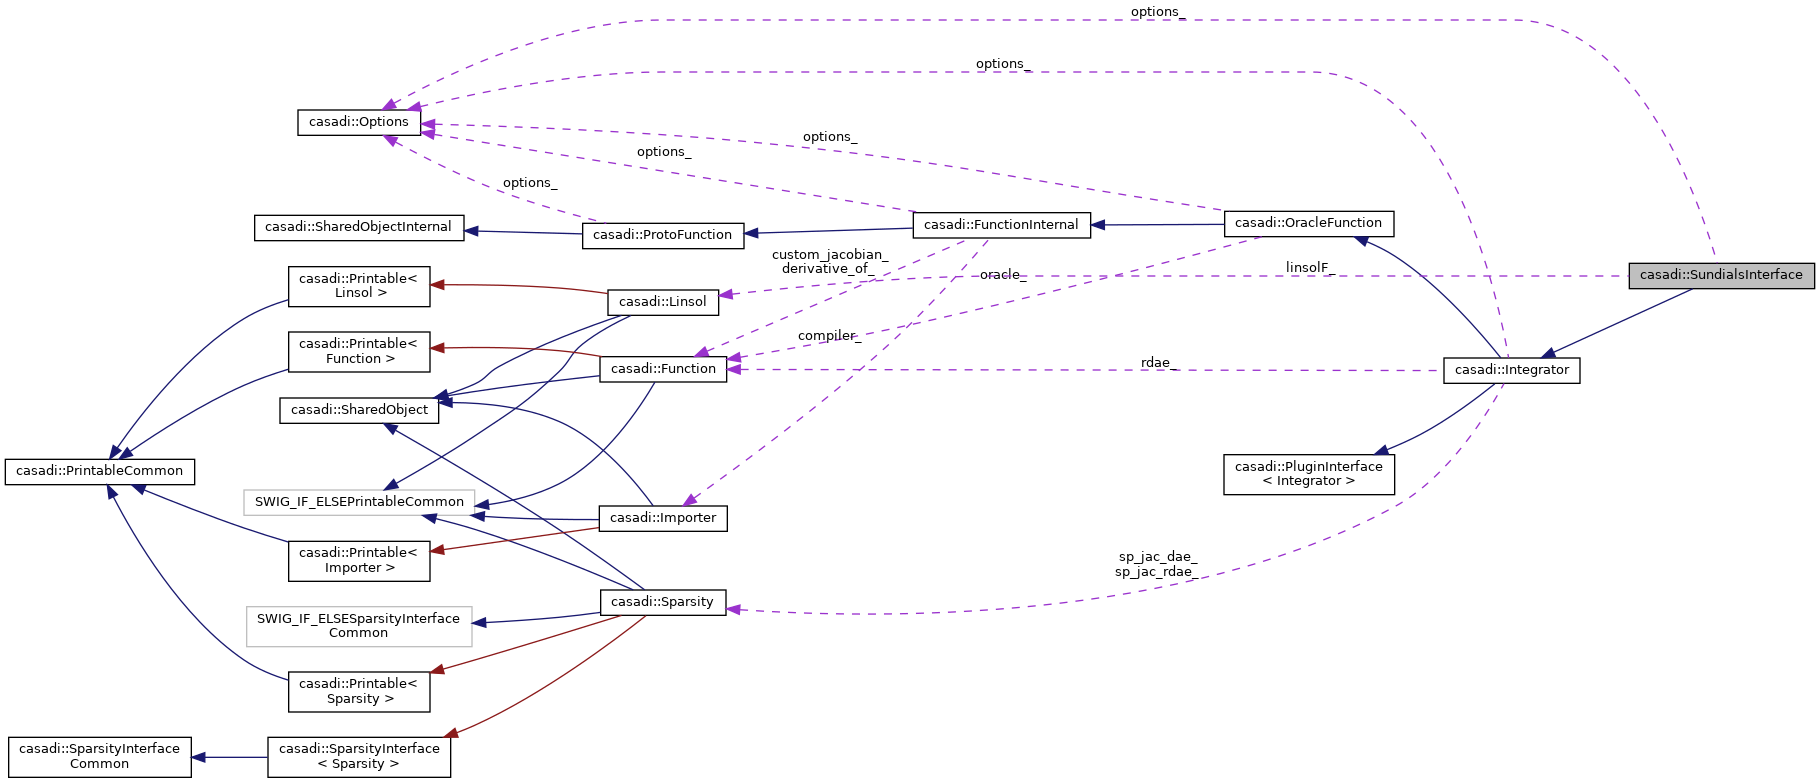 options_
options_
casadi::Options
options_
options_
options_
casadi::SharedObjectInternal
casadi::ProtoFunction
casadi::FunctionInternal
casadi::OracleFunction
custom_jacobian_
derivative_of_
oracle_
linsolF_
casadi::SundialsInterface
casadi::Printable<
Linsol >
casadi::Linsol
casadi::Printable<
Function >
compiler_
casadi::Function
rdae_
casadi::Integrator
casadi::SharedObject
casadi::PrintableCommon
casadi::PluginInterface
< Integrator >
SWIG_IF_ELSEPrintableCommon
casadi::Importer
casadi::Printable<
Importer >
sp_jac_dae_
sp_jac_rdae_
casadi::Sparsity
SWIG_IF_ELSESparsityInterface
Common
casadi::Printable<
Sparsity >
casadi::SparsityInterface
Common
casadi::SparsityInterface
< Sparsity >